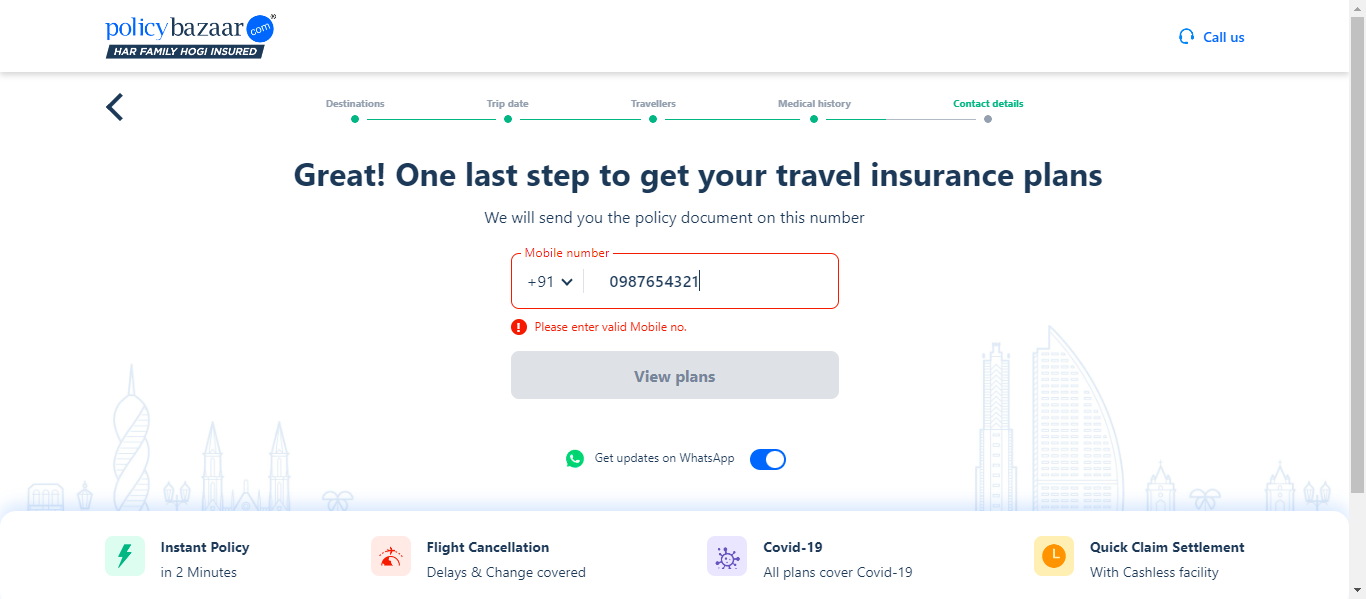 policybazaar.com®
HAR FAMILY HOGI INSURED
Call us
Destinations
Trip date
Travellers
Medical history
Contact details
Great! One last step to get your travel insurance plans
We will send you the policy document on this number
Mobile number
+91 0987654321
Please enter valid Mobile no.
View plans
Get updates on WhatsApp
Instant Policy
in 2 Minutes
Flight Cancellation
Delays & Change covered
Covid-19
All plans cover Covid-19
Quick Claim Settlement
With Cashless facility